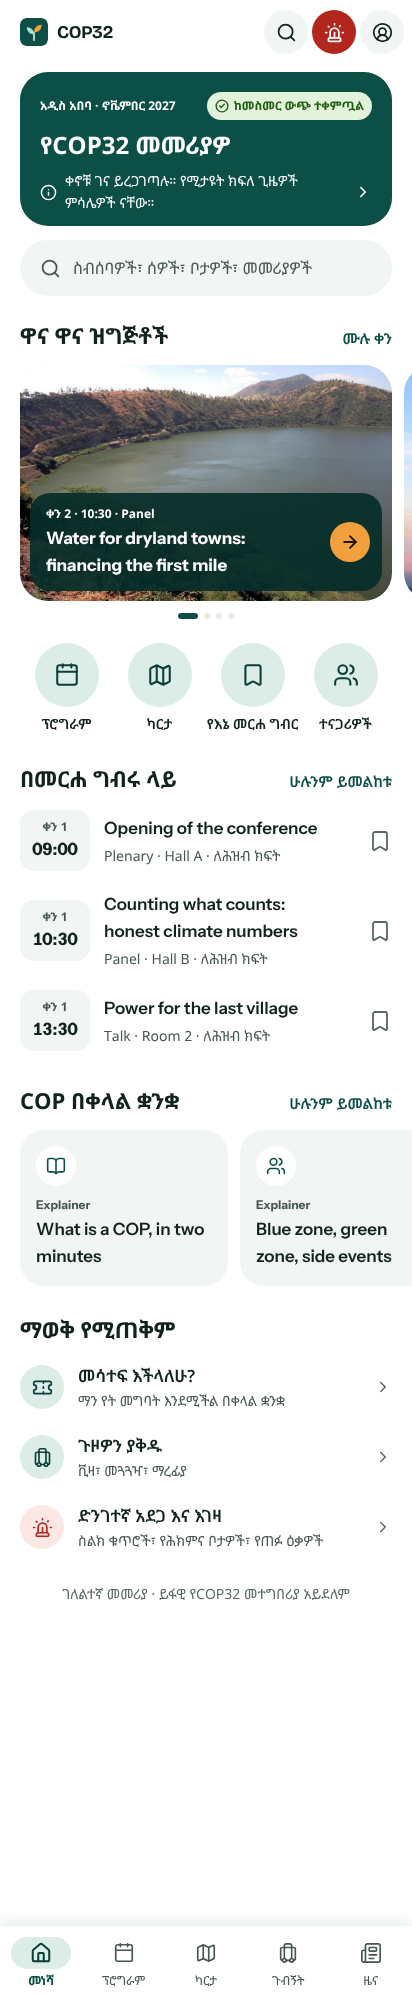 COP32
አዲስ አበባ · ኖቬምበር 2027
ከመስመር ውጭ ተቀምጧል
የCOP32 መመሪያዎ
ቀኖቹ ገና ይረጋገጣሉ። የሚታዩት ክፍለ ጊዜዎች
ምሳሌዎች ናቸው።
ስብሰባዎች፣ ሰዎች፣ ቦታዎች፣ መመሪያዎች
ዋና ዋና ዝግጅቶች
ሙሉ ቀን
ቀን 2 · 10:30 · Panel
Water for dryland towns:
financing the first mile
ፕሮግራም
ካርታ
የእኔ መርሐ ግብር
ተናጋሪዎች
በመርሐ ግብሩ ላይ
ሁሉንም ይመልከቱ
ቀን 1
09:00
Opening of the conference
Plenary · Hall A · ለሕዝብ ክፍት
ቀን 1
10:30
Counting what counts:
honest climate numbers
Panel · Hall B · ለሕዝብ ክፍት
ቀን 1
13:30
Power for the last village
Talk · Room 2 · ለሕዝብ ክፍት
COP በቀላል ቋንቋ
ሁሉንም ይመልከቱ
Explainer
What is a COP, in two
minutes
Explainer
Blue zone, green
zone, side events
ማወቅ የሚጠቅም
መሳተፍ እችላለሁ?
ማን የት መግባት እንደሚችል በቀላል ቋንቋ
ጉዞዎን ያቅዱ
ቪዛ፣ መጓጓዣ፣ ማረፊያ
ድንገተኛ አደጋ እና እገዛ
ስልክ ቁጥሮች፣ የሕክምና ቦታዎች፣ የጠፉ ዕቃዎች
ገለልተኛ መመሪያ · ይፋዊ የCOP32 መተግበሪያ አይደለም
መነሻ
ፕሮግራም
ካርታ
ጉብኝት
ዜና